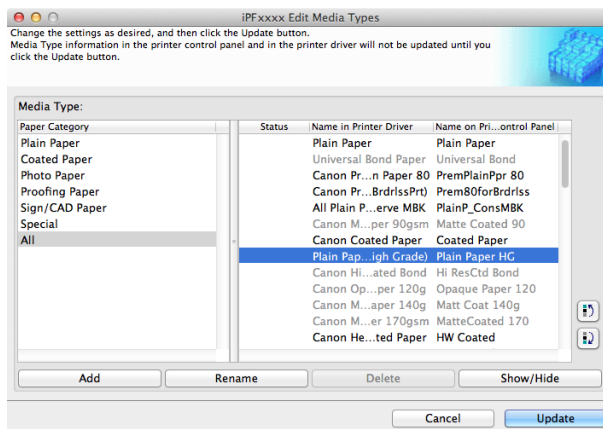 iPFxxxx Edit Media Types
Change the settings as desired, and then click the Update button.
Media Type information in the printer control panel and in the printer driver will not be updated until you
click the Update button.
Media Type:
Paper Category
Plain Paper
Coated Paper
Photo Paper
Proofing Paper
Sign/CAD Paper
Special
All
Status Name in Printer Driver Name on Pri...ontrol Panel
Plain Paper Plain Paper
Universal Bond Paper Universal Bond
Canon Pr...n Paper 80 PremPlainPpr 80
Canon Pr...BrdrlssPrt) Prem80forBrdrlss
All Plain P...erve MBK PlainP_ConsMBK
Canon M...per 90gsm Matte Coated 90
Canon Coated Paper Coated Paper
Plain Pap...igh Grade) Plain Paper HG
Canon Hi...ated Bond Hi ResCtd Bond
Canon Op...per 120g Opaque Paper 120
Canon M...aper 140g Matt Coat 140g
Canon M...er 170gsm MatteCoated 170
Canon He...ted Paper HW Coated
Add Rename Delete Show/Hide
Cancel Update